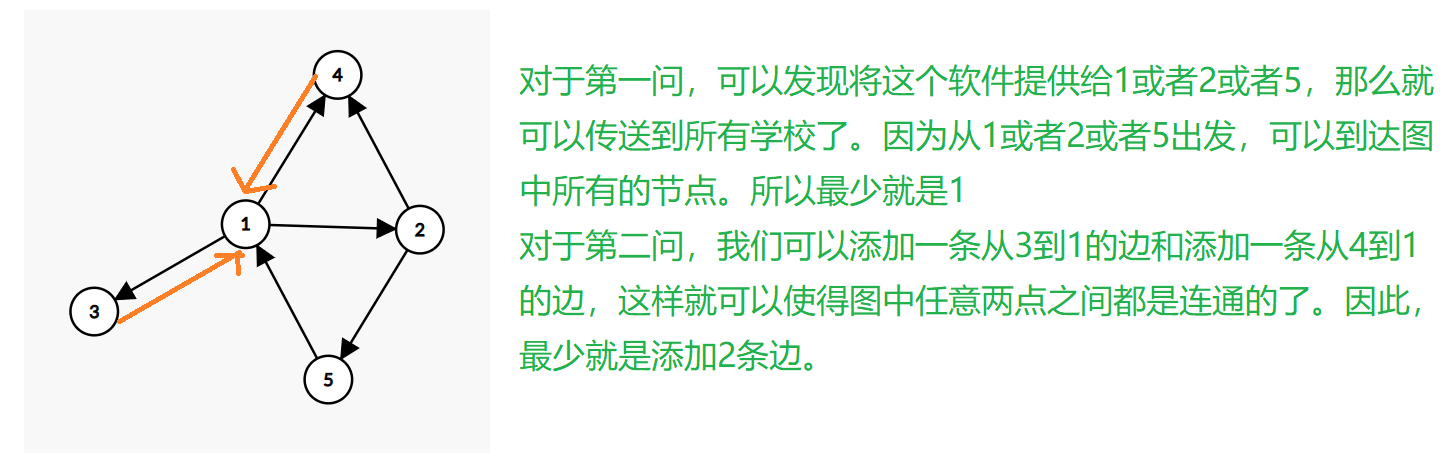 4
1
2
3
5
对于第一问，可以发现将这个软件提供给1或者2或者5，那么就
可以传送到所有学校了。因为从1或者2或者5出发，可以到达图
中所有的节点。所以最少就是1
对于第二问，我们可以添加一条从3到1的边和添加一条从4到1
的边，这样就可以使得图中任意两点之间都是连通的了。因此，
最少就是添加2条边。